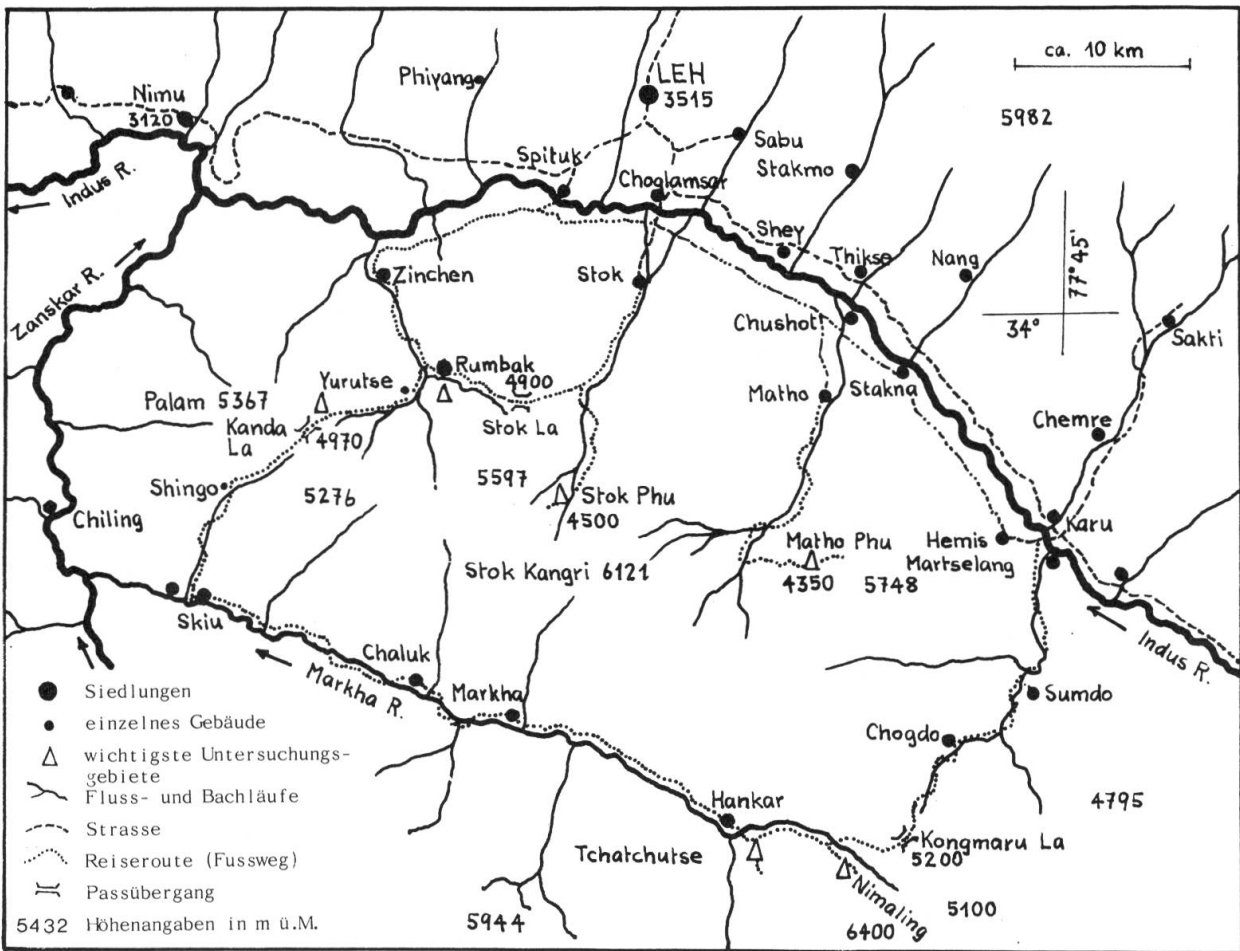 ca. 10 km
Nimu
3120
Phiyang
LEH
3515
5982
Sabu
Stakmo
Spituk
Choglamsar
Indus R.
Shey
Thikse
Nang
77°45'
Zanskar R.
Zinchen
Stok
34°
Chushot
Sakti
Rumbak
Yurutse
4900
Palam 5367
Kanda
La
4970
Stok La
Matho
Stakna
Chemre
5597
Shingo
5276
Stok Phu
4500
Chiling
Karu
Hemis
Martselang
Matho Phu
4350
5748
Stok Kangri 6121
Skiu
Chaluk
Markha R.
Markha
Indus R.
Sumdo
Chogdo
4795
Hankar
Kongmaru La
5200
Tchatchutse
Nimaling
5100
5944
6400
Siedlungen
einzelnes Gebäude
wichtigste Untersuchungs-
gebiete
Fluss- und Bachläufe
Strasse
Reiseroute (Fussweg)
Passübergang
5432 Höhenangaben in m ü.M.